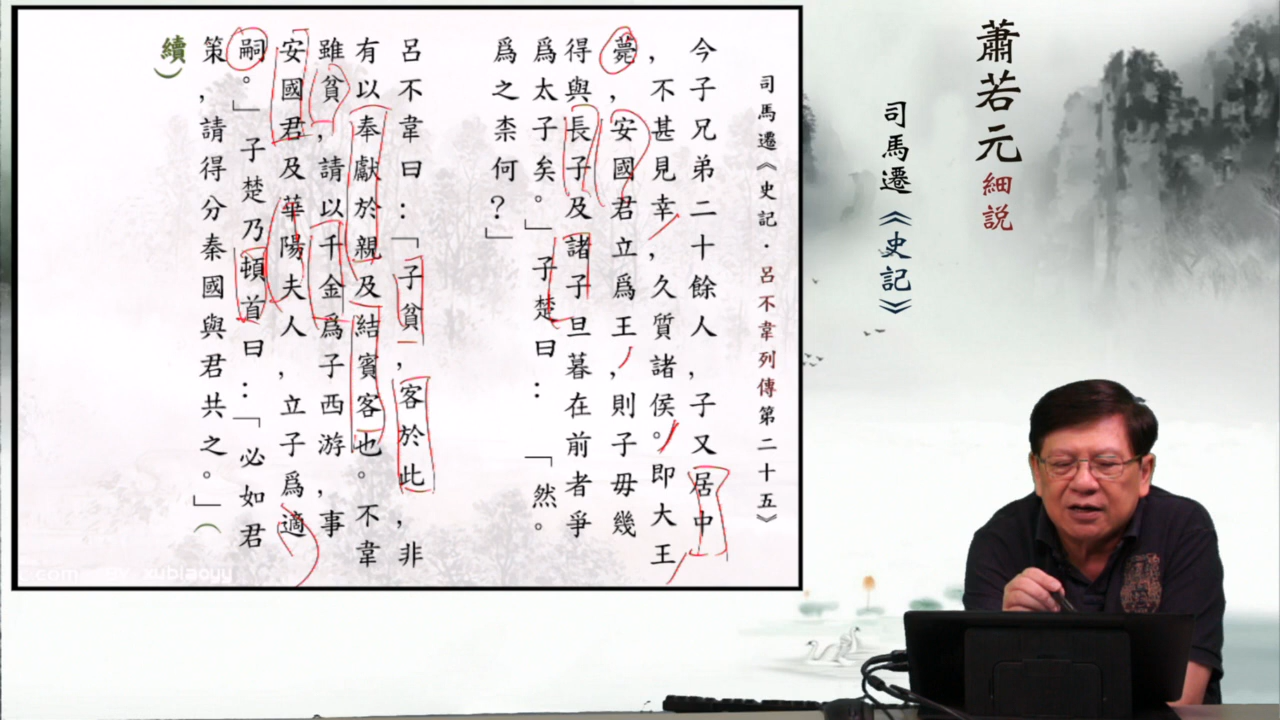 蕭若元細説
司馬遷《史記》
司馬遷《史記．呂不韋列傳第二十五》
今子兄弟二十餘人，子又居中
，不甚見幸，久質諸侯。即大王
薨，安國君立爲王，則子毋幾
得與長子及諸子旦暮在前者爭
爲太子矣。」子楚曰：「然。
爲之柰何？」
呂不韋曰：「子貧，客於此，非
有以奉獻於親及結賓客也。不韋
雖貧，請以千金爲子西游，事
安國君及華陽夫人，立子爲適
嗣。」子楚乃頓首曰：「必如君
策，請得分秦國與君共之。」（
續）